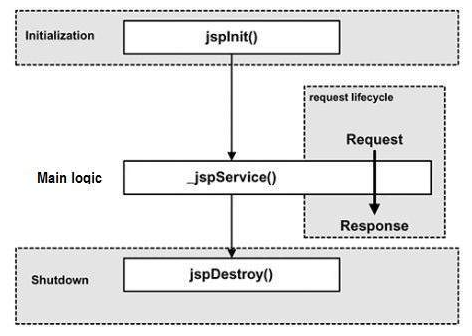 Initialization
jspInit()
request lifecycle
Request
Main logic
_jspService()
Response
Shutdown
jspDestroy()